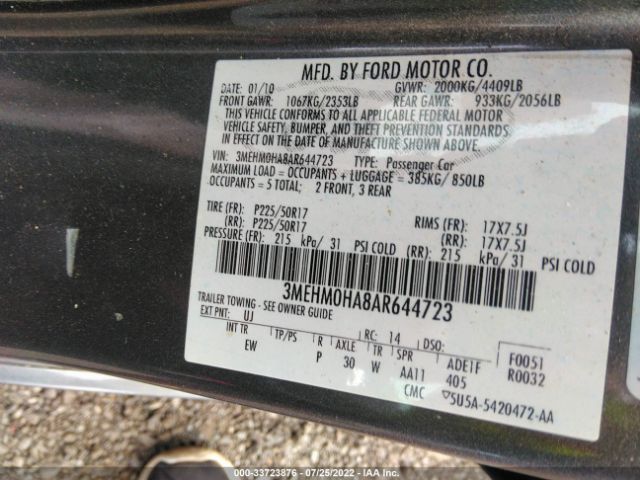 MFD. BY FORD MOTOR CO.
DATE: 01/10 GVWR: 2000KG/4409LB
FRONT GAWR: 1067KG/2353LB REAR GAWR: 933KG/2056LB
THIS VEHICLE CONFORMS TO ALL APPLICABLE FEDERAL MOTOR
VEHICLE SAFETY, BUMPER, AND THEFT PREVENTION STANDARDS
IN EFFECT ON THE DATE OF MANUFACTURE SHOWN ABOVE.
VIN: 3MEHM0HA8AR644723 TYPE: Passenger Car
MAXIMUM LOAD = OCCUPANTS + LUGGAGE = 385KG/ 850LB
OCCUPANTS = 5 TOTAL; 2 FRONT, 3 REAR
TIRE (FR): P225/50R17 RIMS (FR): 17X7.5J
(RR): P225/50R17 (RR): 17X7.5J
PRESSURE (FR): 215 kPa/ 31 PSI COLD (RR): 215 kPa/ 31 PSI COLD
3MEHM0HA8AR644723
TRAILER TOWING - SEE OWNER GUIDE
EXT PNT: UJ RC: 14 DSO: F0051
INT TR TP/PS R AXLE TR SPR ADE1F R0032
EW P 30 W AA11 405
CMC 5U5A-5420472-AA
000-33723876 - 07/25/2022 - IAA Inc.